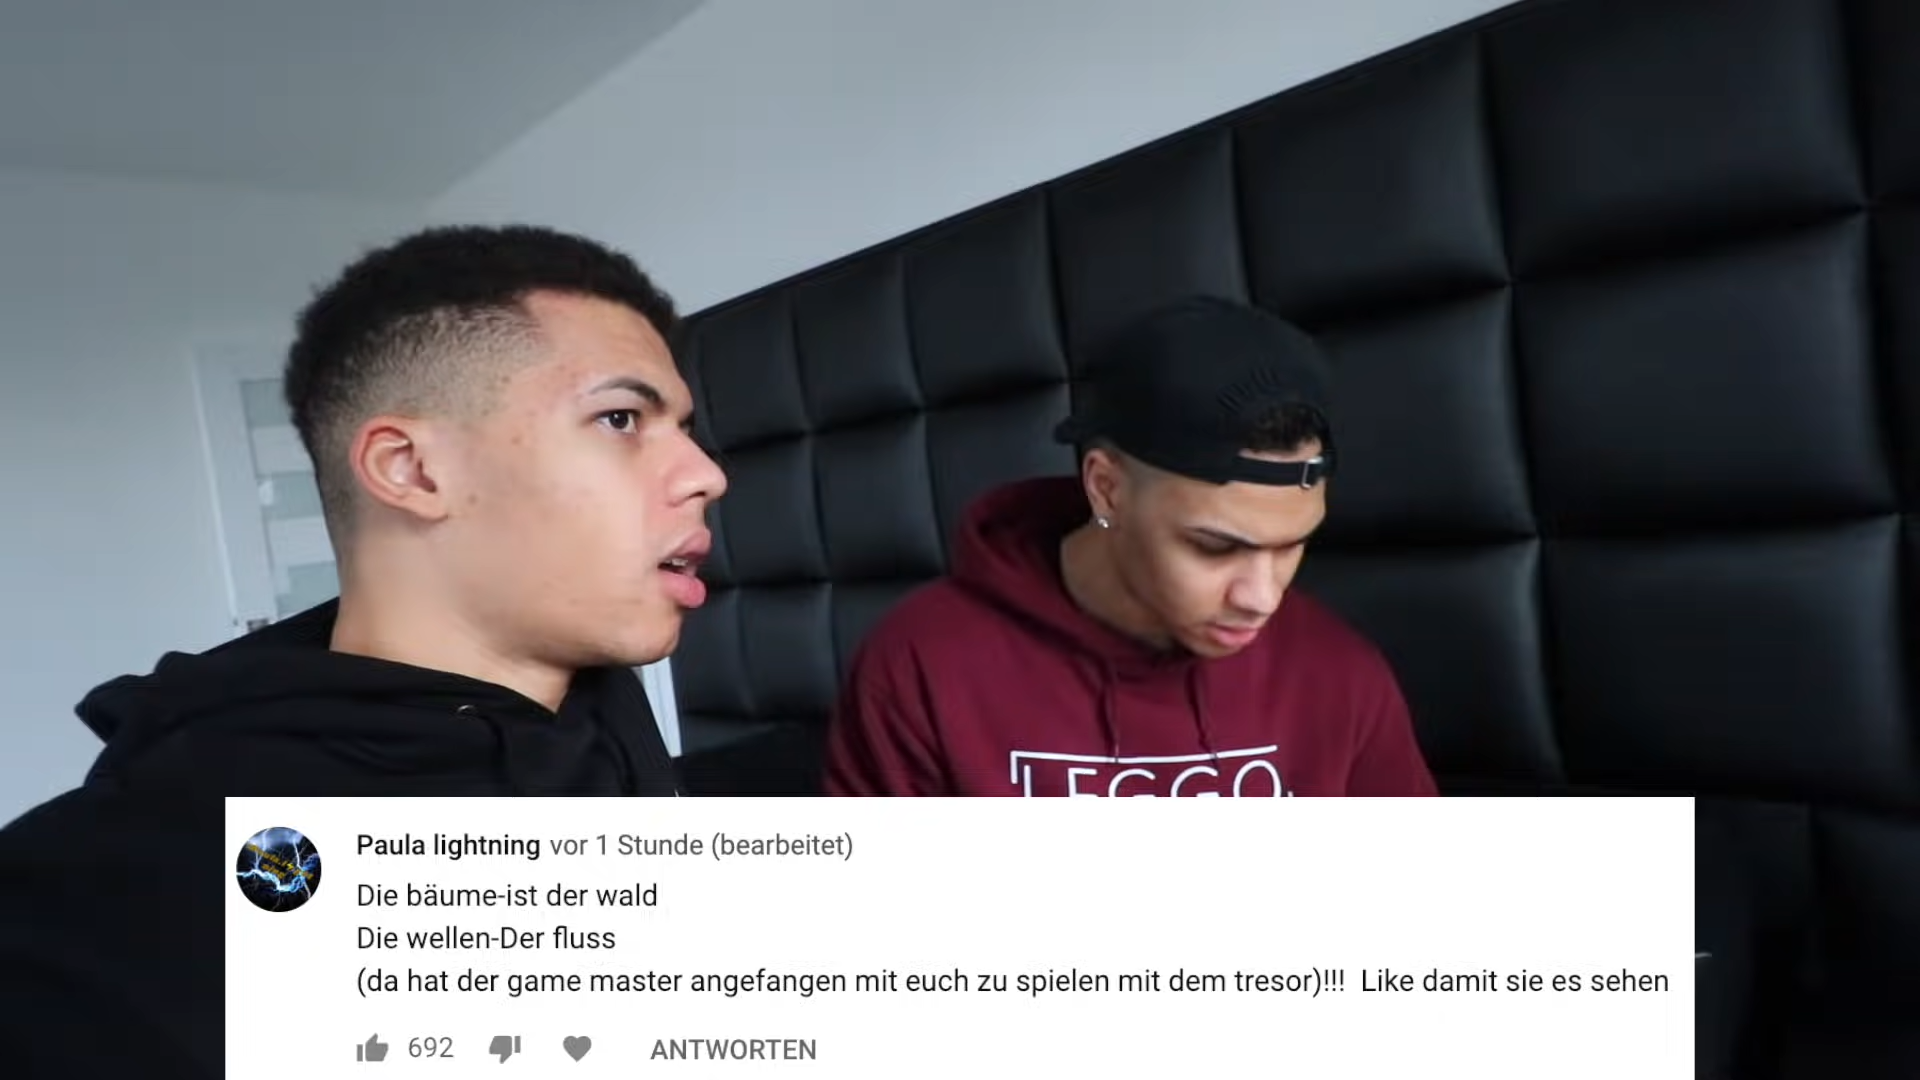 LEGGO
Paula lightning vor 1 Stunde (bearbeitet)
Die bäume-ist der wald
Die wellen-Der fluss
(da hat der game master angefangen mit euch zu spielen mit dem tresor)!!! Like damit sie es sehen
692
ANTWORTEN